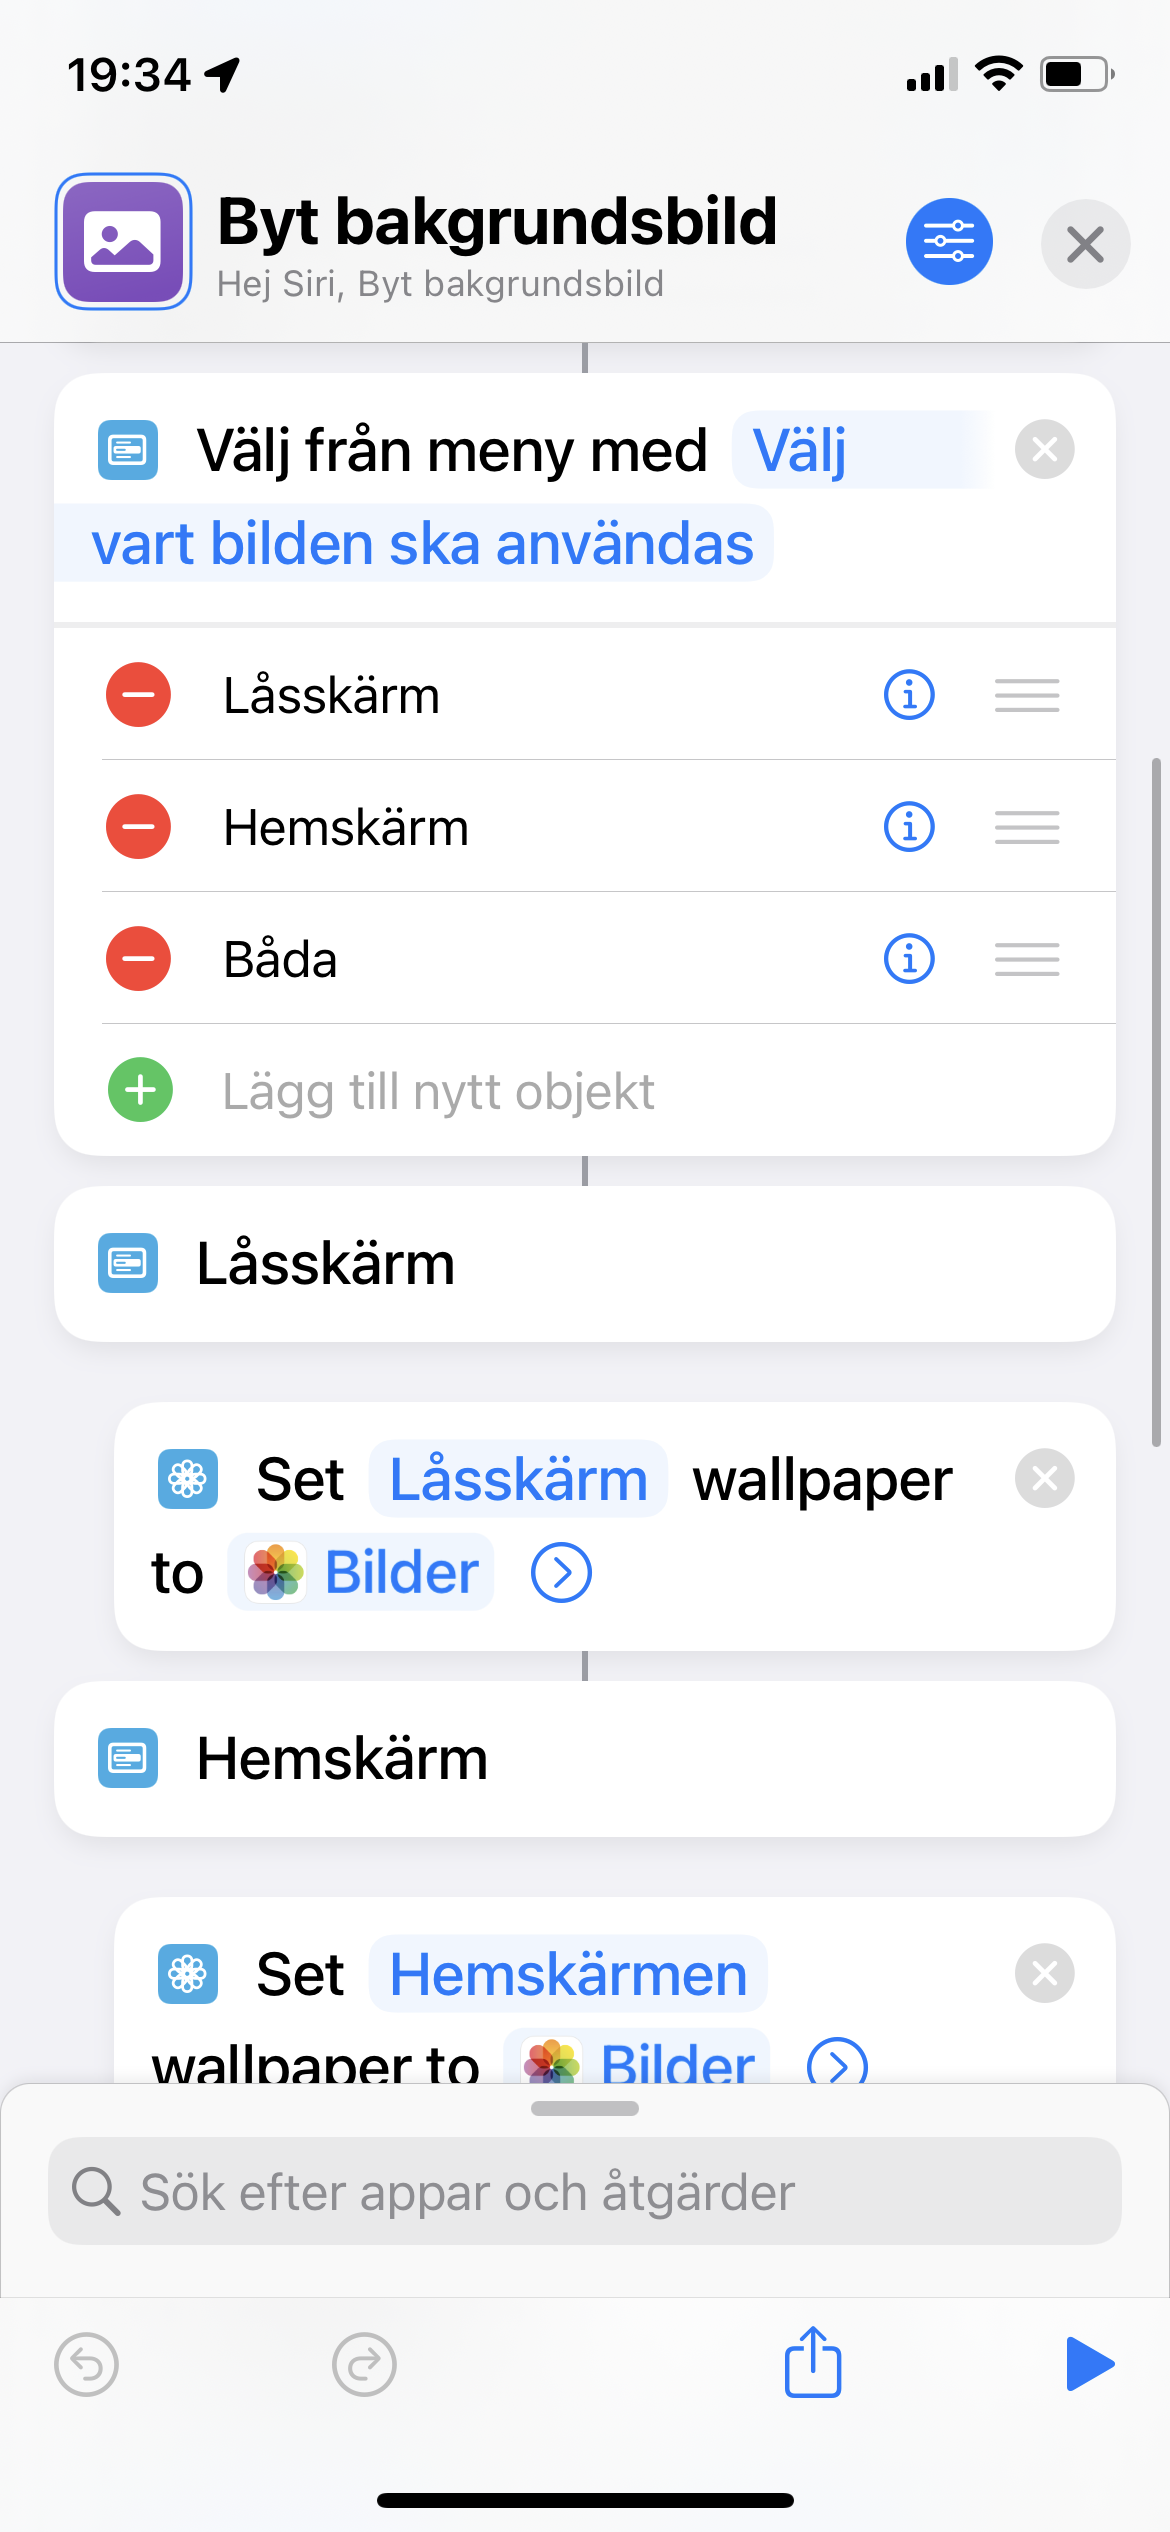 19:34
Byt bakgrundsbild
Hej Siri, Byt bakgrundsbild
Välj från meny med Välj
vart bilden ska användas
Låsskärm
Hemskärm
Båda
Lägg till nytt objekt
Låsskärm
Set Låsskärm wallpaper
to Bilder
Hemskärm
Set Hemskärmen
wallpaper to Bilder
Sök efter appar och åtgärder